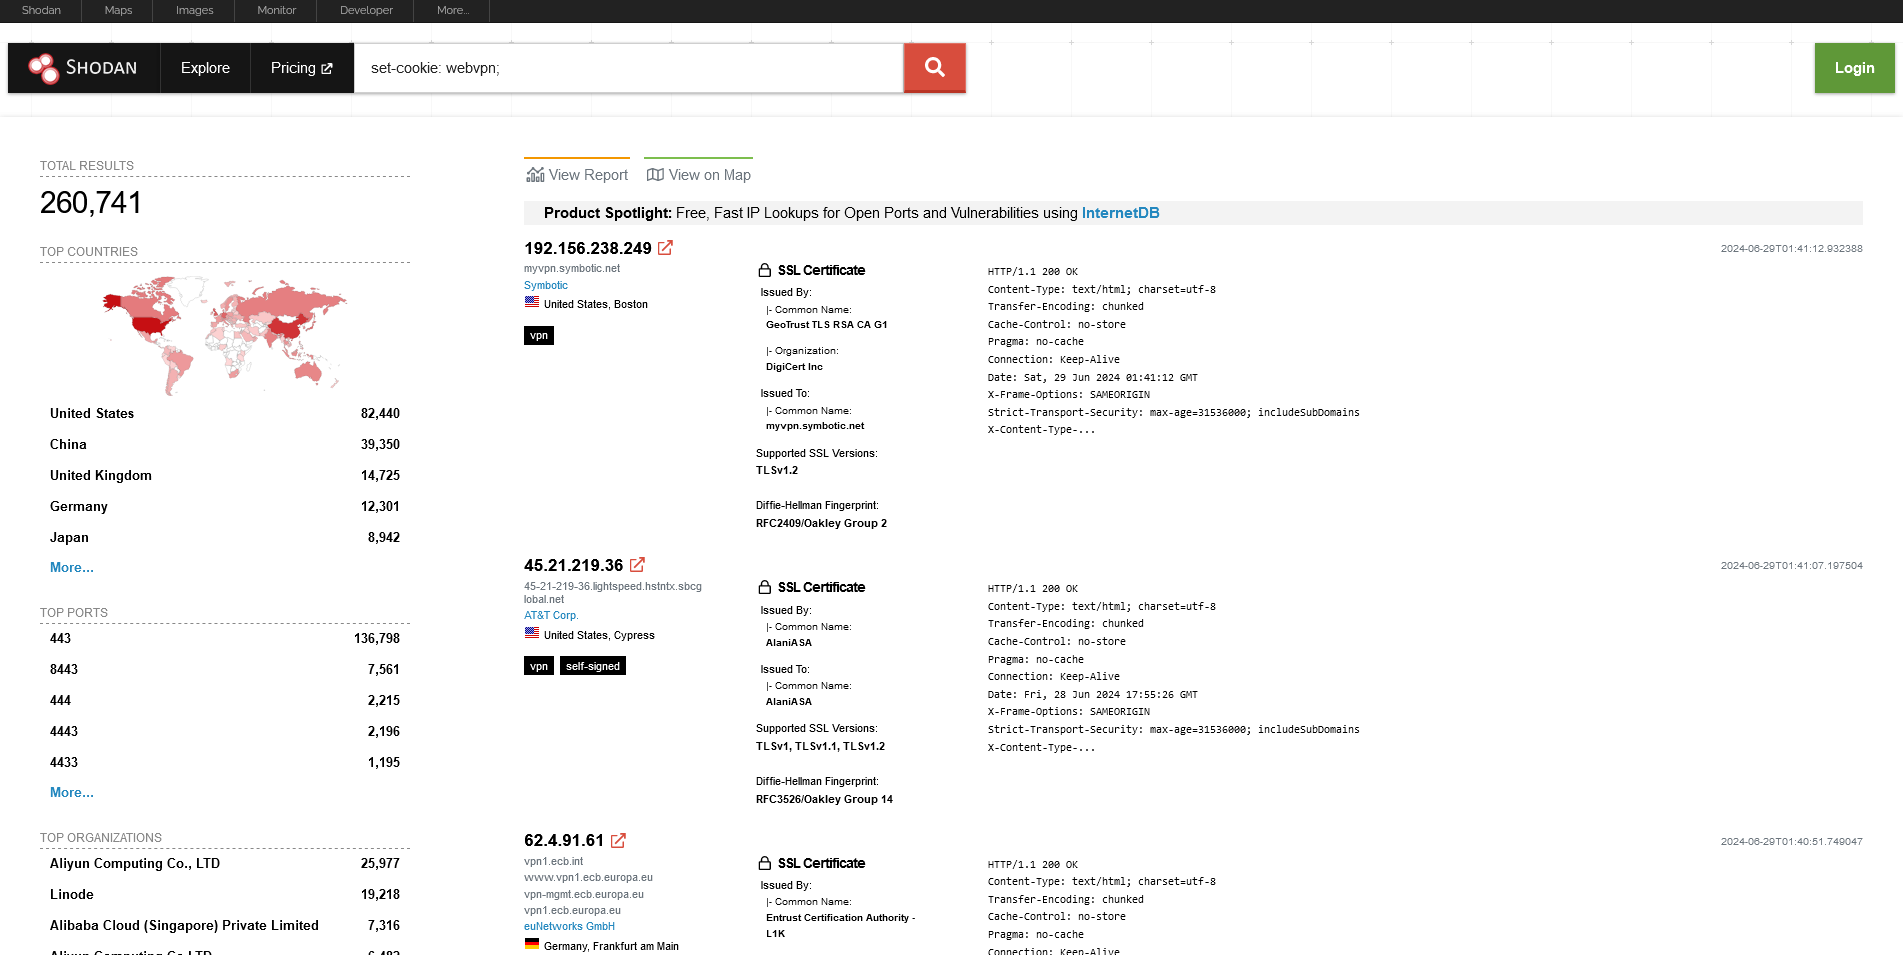 Shodan
Maps
Images
Monitor
Developer
More...
SHODAN
Explore
Pricing
set-cookie: webvpn;
Login
TOTAL RESULTS
260,741
TOP COUNTRIES
United States 82,440
China 39,350
United Kingdom 14,725
Germany 12,301
Japan 8,942
More...
TOP PORTS
443 136,798
8443 7,561
444 2,215
4443 2,196
4433 1,195
More...
TOP ORGANIZATIONS
Aliyun Computing Co., LTD 25,977
Linode 19,218
Alibaba Cloud (Singapore) Private Limited 7,316
Aliyun Computing Co.LTD
View Report
View on Map
Product Spotlight: Free, Fast IP Lookups for Open Ports and Vulnerabilities using InternetDB
192.156.238.249
2024-06-29T01:41:12.932388
myvpn.symbotic.net
Symbotic
United States, Boston
vpn
SSL Certificate
Issued By:
|- Common Name:
GeoTrust TLS RSA CA G1
|- Organization:
DigiCert Inc
Issued To:
|- Common Name:
myvpn.symbotic.net
Supported SSL Versions:
TLSv1.2
Diffie-Hellman Fingerprint:
RFC2409/Oakley Group 2
HTTP/1.1 200 OK
Content-Type: text/html; charset=utf-8
Transfer-Encoding: chunked
Cache-Control: no-store
Pragma: no-cache
Connection: Keep-Alive
Date: Sat, 29 Jun 2024 01:41:12 GMT
X-Frame-Options: SAMEORIGIN
Strict-Transport-Security: max-age=31536000; includeSubDomains
X-Content-Type-...
45.21.219.36
2024-06-29T01:41:07.197504
45-21-219-36.lightspeed.hstntx.sbcg
lobal.net
AT&T Corp.
United States, Cypress
vpn
self-signed
SSL Certificate
Issued By:
|- Common Name:
AlaniASA
Issued To:
|- Common Name:
AlaniASA
Supported SSL Versions:
TLSv1, TLSv1.1, TLSv1.2
Diffie-Hellman Fingerprint:
RFC3526/Oakley Group 14
HTTP/1.1 200 OK
Content-Type: text/html; charset=utf-8
Transfer-Encoding: chunked
Cache-Control: no-store
Pragma: no-cache
Connection: Keep-Alive
Date: Fri, 28 Jun 2024 17:55:26 GMT
X-Frame-Options: SAMEORIGIN
Strict-Transport-Security: max-age=31536000; includeSubDomains
X-Content-Type-...
62.4.91.61
2024-06-29T01:40:51.749047
vpn1.ecb.int
www.vpn1.ecb.europa.eu
vpn-mgmt.ecb.europa.eu
vpn1.ecb.europa.eu
euNetworks GmbH
Germany, Frankfurt am Main
SSL Certificate
Issued By:
|- Common Name:
Entrust Certification Authority -
L1K
HTTP/1.1 200 OK
Content-Type: text/html; charset=utf-8
Transfer-Encoding: chunked
Cache-Control: no-store
Pragma: no-cache
Connection: Keep-Alive